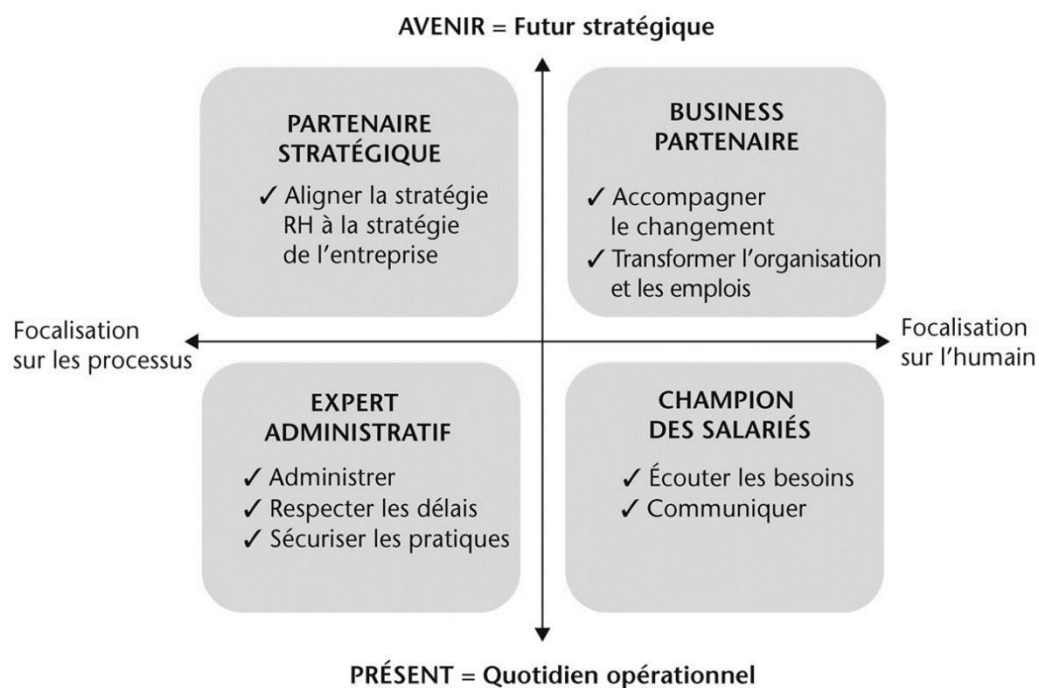 AVENIR = Futur stratégique
PARTENAIRE
STRATÉGIQUE
✓ Aligner la stratégie
RH à la stratégie
de l'entreprise
BUSINESS
PARTENAIRE
✓ Accompagner
le changement
✓ Transformer l'organisation
et les emplois
Focalisation
sur les processus
Focalisation
sur l'humain
EXPERT
ADMINISTRATIF
✓ Administrer
✓ Respecter les délais
✓ Sécuriser les pratiques
CHAMPION
DES SALARIÉS
✓ Écouter les besoins
✓ Communiquer
PRÉSENT = Quotidien opérationnel